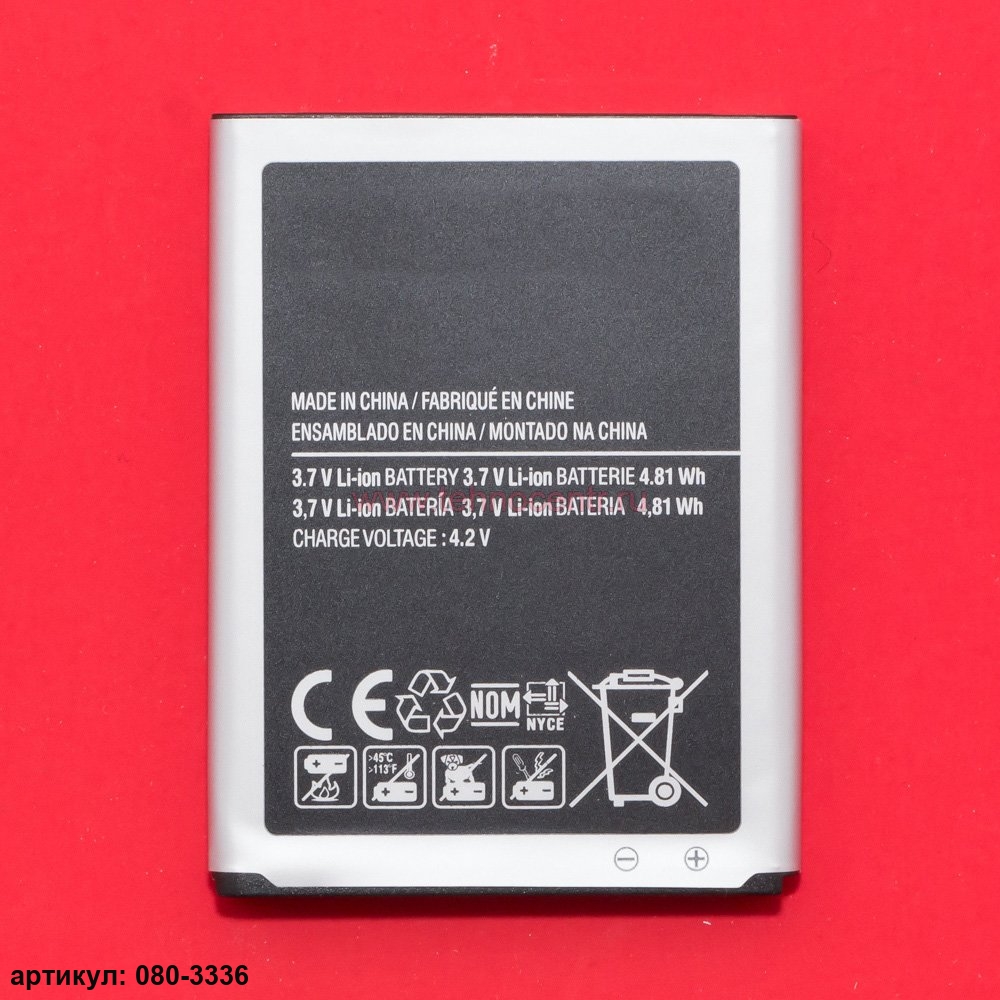 MADE IN CHINA / FABRIQUÉ EN CHINE
ENSAMBLADO EN CHINA / MONTADO NA CHINA
3.7 V Li-ion BATTERY 3.7 V Li-ion BATTERIE 4.81 Wh
3,7 V Li-ion BATERÍA 3,7 V Li-ion BATERIA 4,81 Wh
CHARGE VOLTAGE : 4.2 V
CE
NOM
NYCE
>45°C
>113°F
артикул: 080-3336